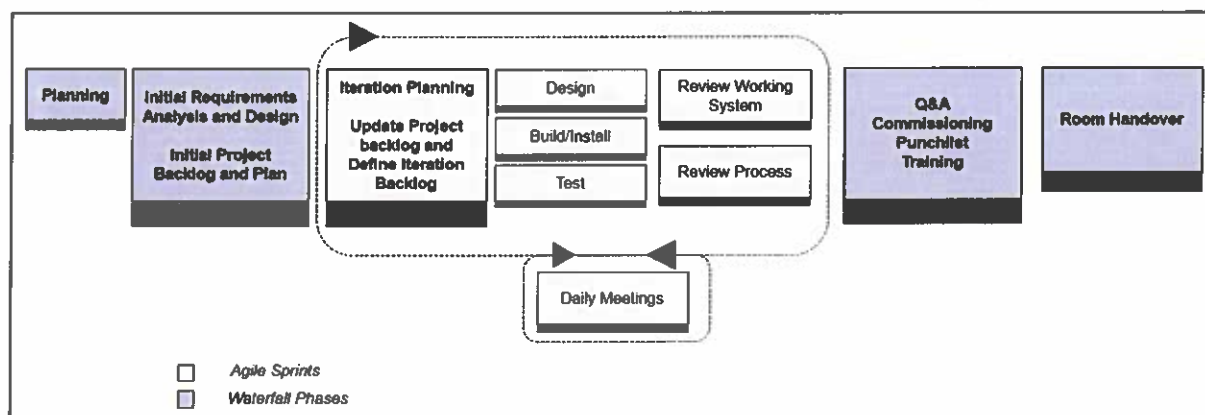 Planning
Initial Requirements
Analysis and Design
Initial Project
Backlog and Plan
Iteration Planning
Update Project
backlog and
Define Iteration
Backlog
Design
Build/Install
Test
Review Working
System
Review Process
Q&A
Commissioning
Punchlist
Training
Room Handover
Daily Meetings
Agile Sprints
Waterfall Phases